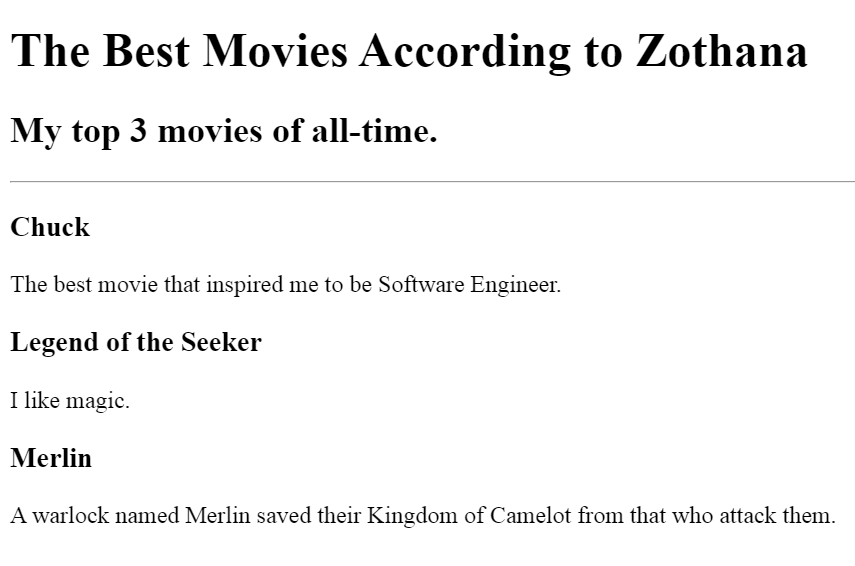 The Best Movies According to Zothana
My top 3 movies of all-time.
Chuck
The best movie that inspired me to be Software Engineer.
Legend of the Seeker
I like magic.
Merlin
A warlock named Merlin saved their Kingdom of Camelot from that who attack them.